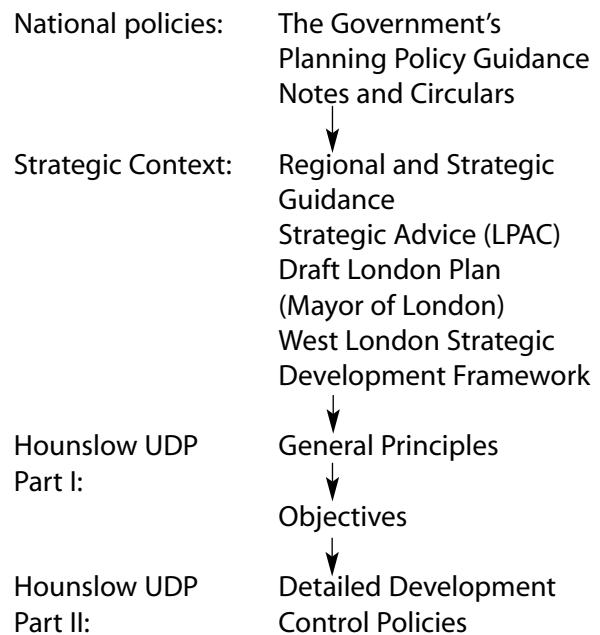 National policies: The Government's
Planning Policy Guidance
Notes and Circulars
Strategic Context: Regional and Strategic
Guidance
Strategic Advice (LPAC)
Draft London Plan
(Mayor of London)
West London Strategic
Development Framework
Hounslow UDP General Principles
Part I:
Objectives
Hounslow UDP Detailed Development
Part II: Control Policies